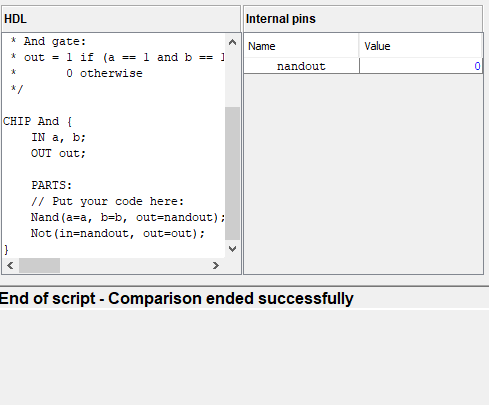 HDL
* And gate:
* out = 1 if (a == 1 and b == 1
*       0 otherwise
*/
CHIP And {
IN a, b;
OUT out;
PARTS:
// Put your code here:
Nand(a=a, b=b, out=nandout);
Not(in=nandout, out=out);
}
Internal pins
Name Value
nandout 0
End of script - Comparison ended successfully